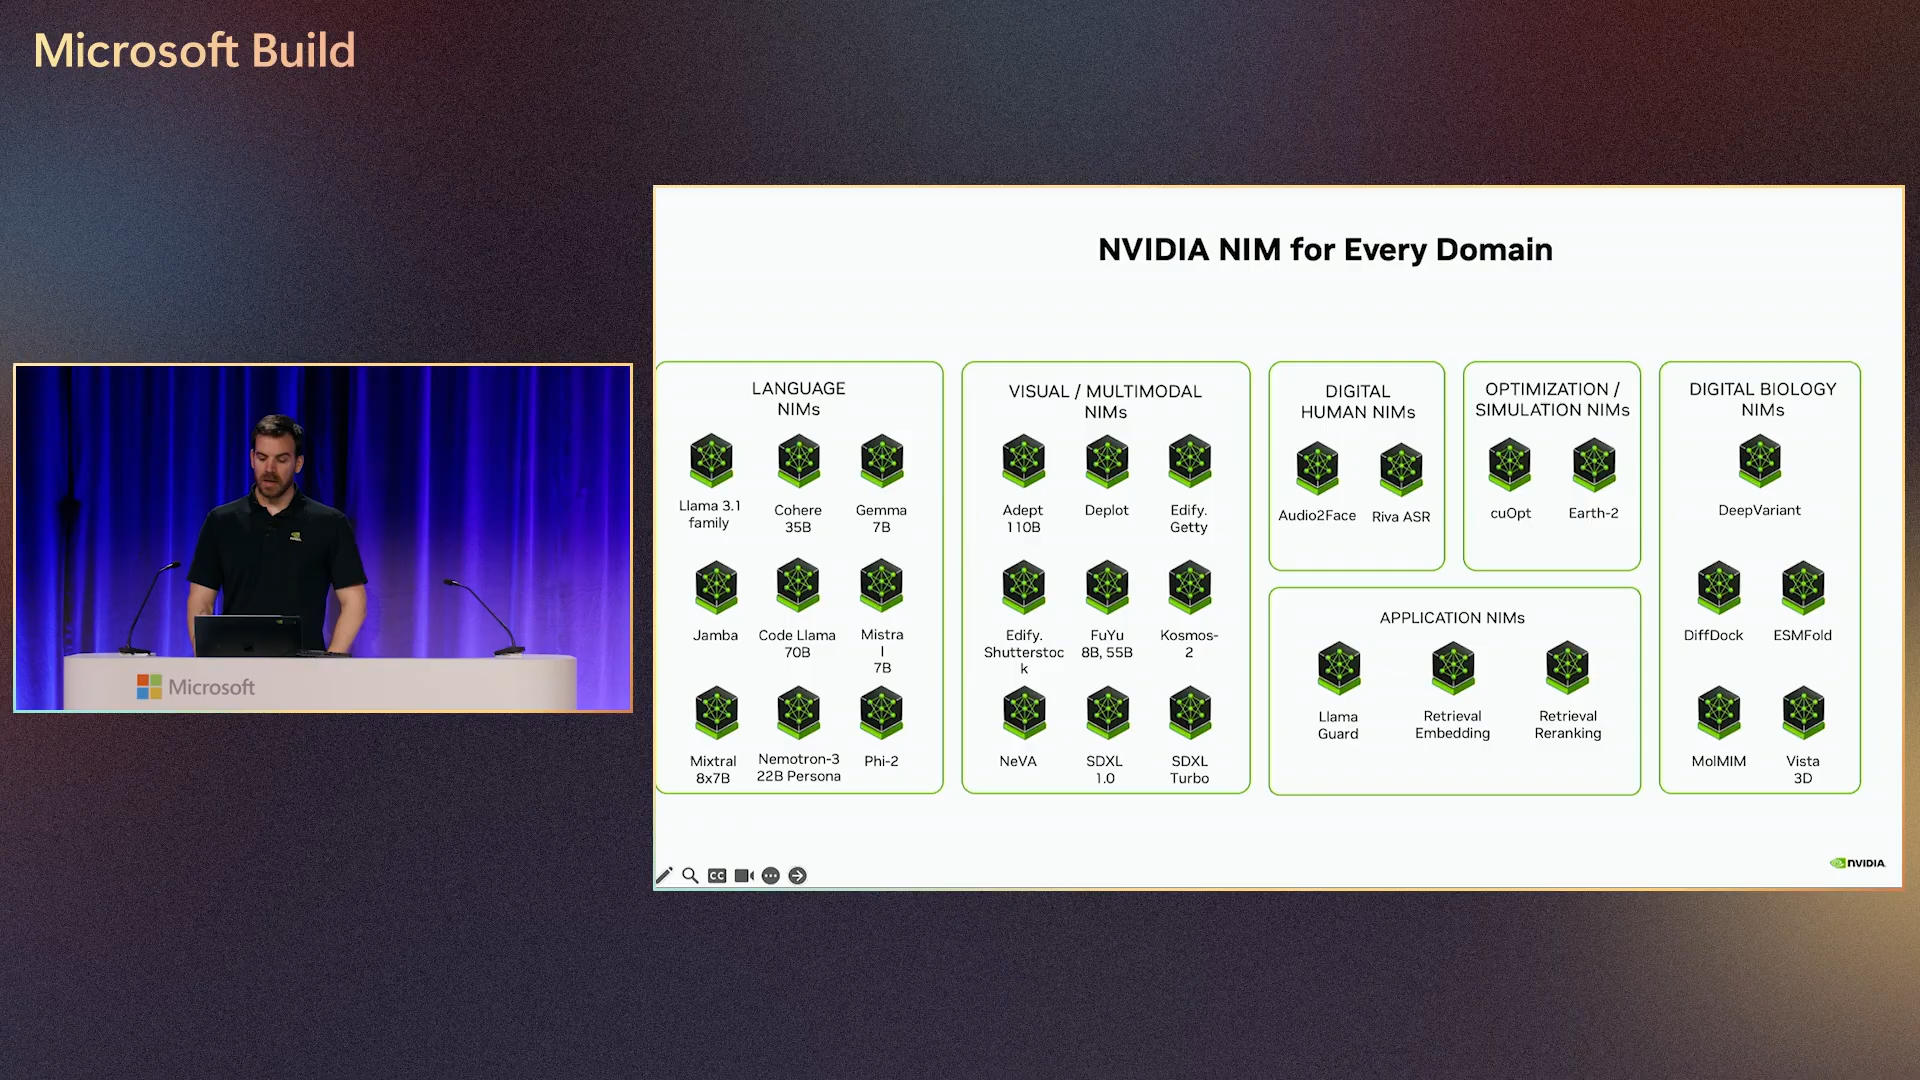 Microsoft Build
Microsoft
NVIDIA NIM for Every Domain
LANGUAGE
NIMs
Llama 3.1
family
Cohere
35B
Gemma
7B
Jamba
Code Llama
70B
Mistra
l
7B
Mixtral
8x7B
Nemotron-3
22B Persona
Phi-2
VISUAL / MULTIMODAL
NIMs
Adept
110B
Deplot
Edify.
Getty
Edify.
Shutterstoc
k
FuYu
8B, 55B
Kosmos-
2
NeVA
SDXL
1.0
SDXL
Turbo
DIGITAL
HUMAN NIMs
Audio2Face
Riva ASR
OPTIMIZATION /
SIMULATION NIMs
cuOpt
Earth-2
APPLICATION NIMs
Llama
Guard
Retrieval
Embedding
Retrieval
Reranking
DIGITAL BIOLOGY
NIMs
DeepVariant
DiffDock
ESMFold
MolMIM
Vista
3D
CC
NVIDIA